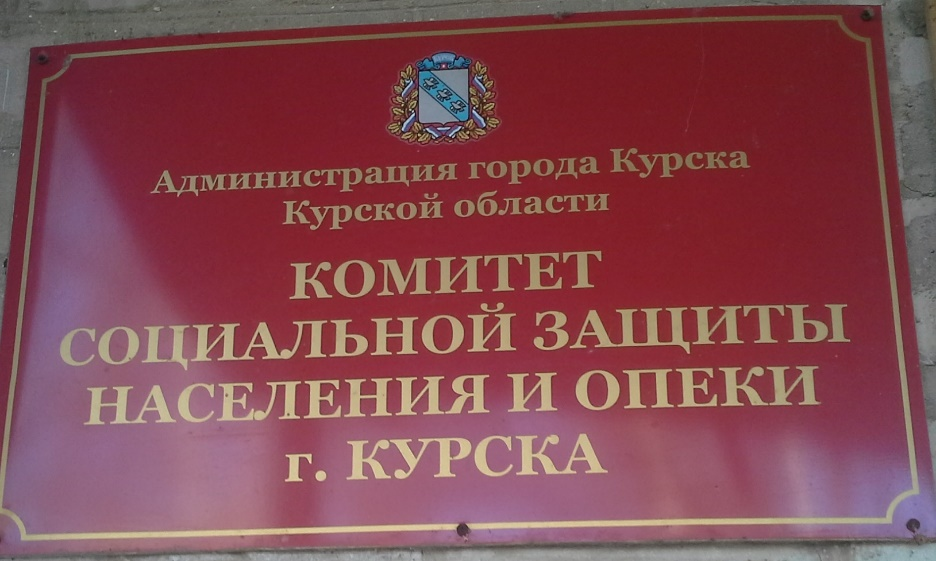 Администрация города Курска
Курской области
КОМИТЕТ
СОЦИАЛЬНОЙ ЗАЩИТЫ
НАСЕЛЕНИЯ И ОПЕКИ
г. КУРСКА